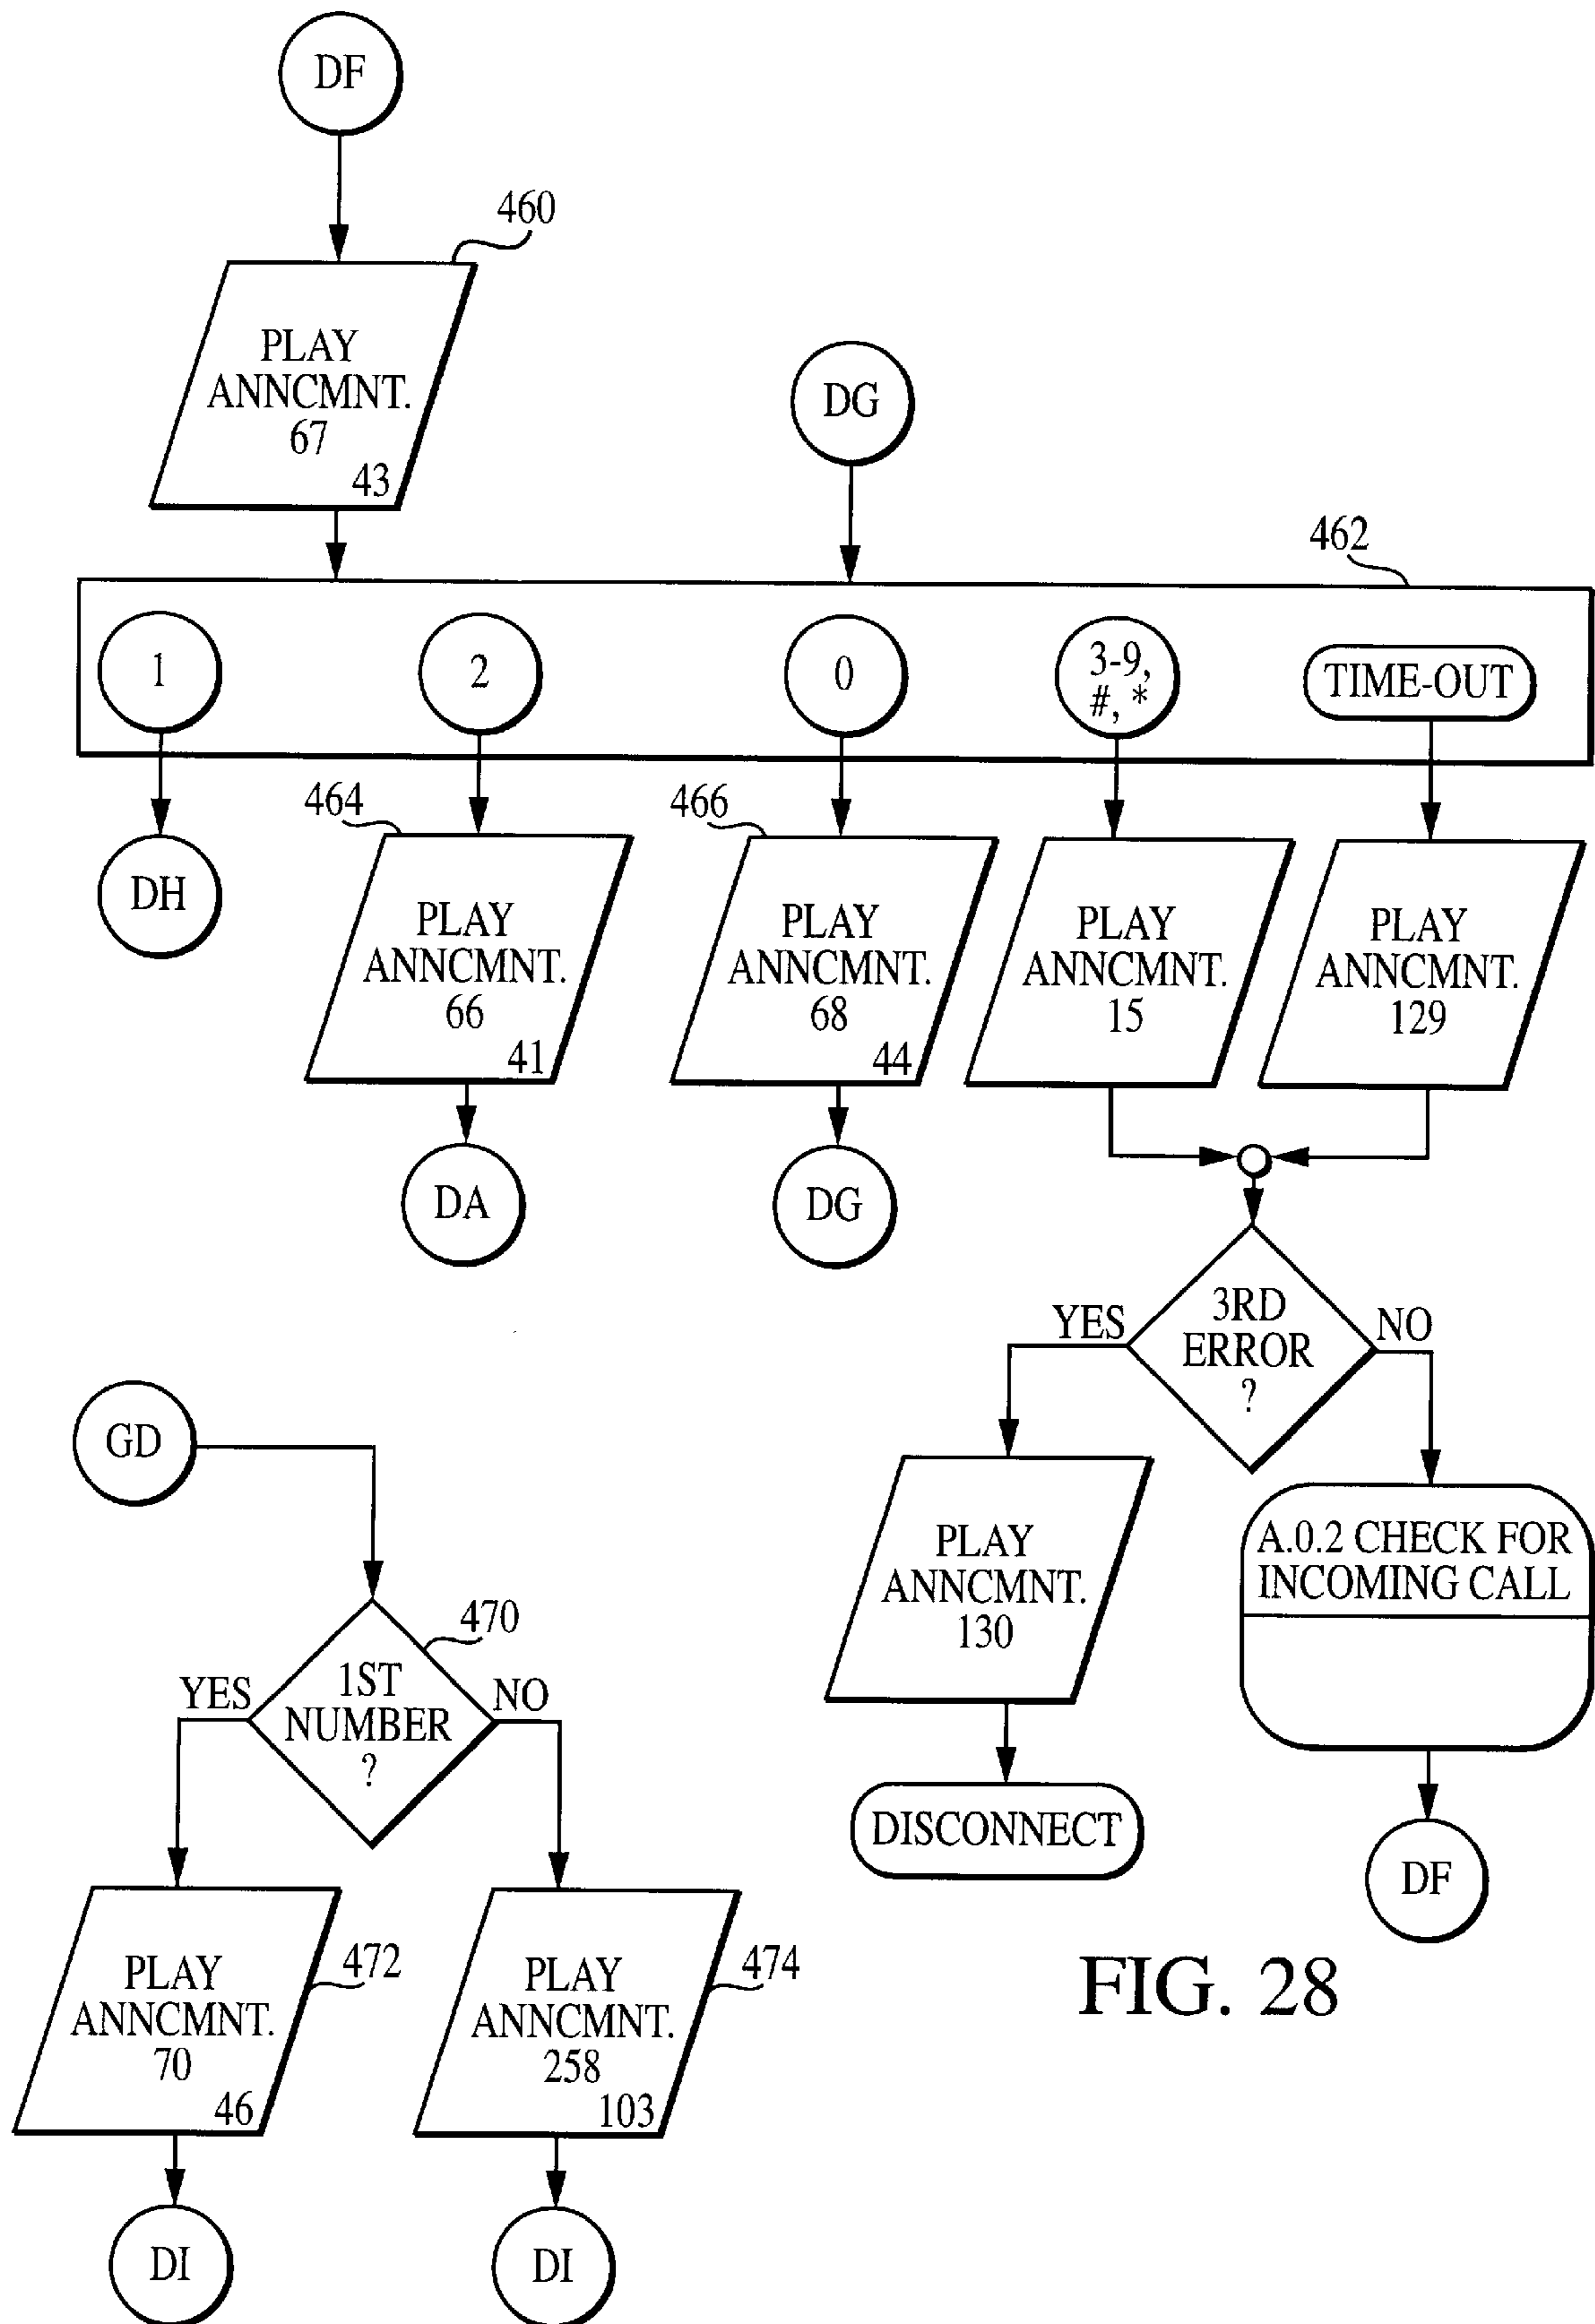 DF
460
PLAY
ANNCMNT.
67
43
DG
462
1
2
0
3-9,
#, *
TIME-OUT
464
466
DH
PLAY
ANNCMNT.
66
41
PLAY
ANNCMNT.
68
44
PLAY
ANNCMNT.
15
PLAY
ANNCMNT.
129
DA
DG
3RD
ERROR
?
YES
NO
PLAY
ANNCMNT.
130
A.0.2 CHECK FOR
INCOMING CALL
DISCONNECT
DF
GD
470
1ST
NUMBER
?
YES
NO
PLAY
ANNCMNT.
70
46
472
PLAY
ANNCMNT.
258
103
474
DI
DI
FIG. 28